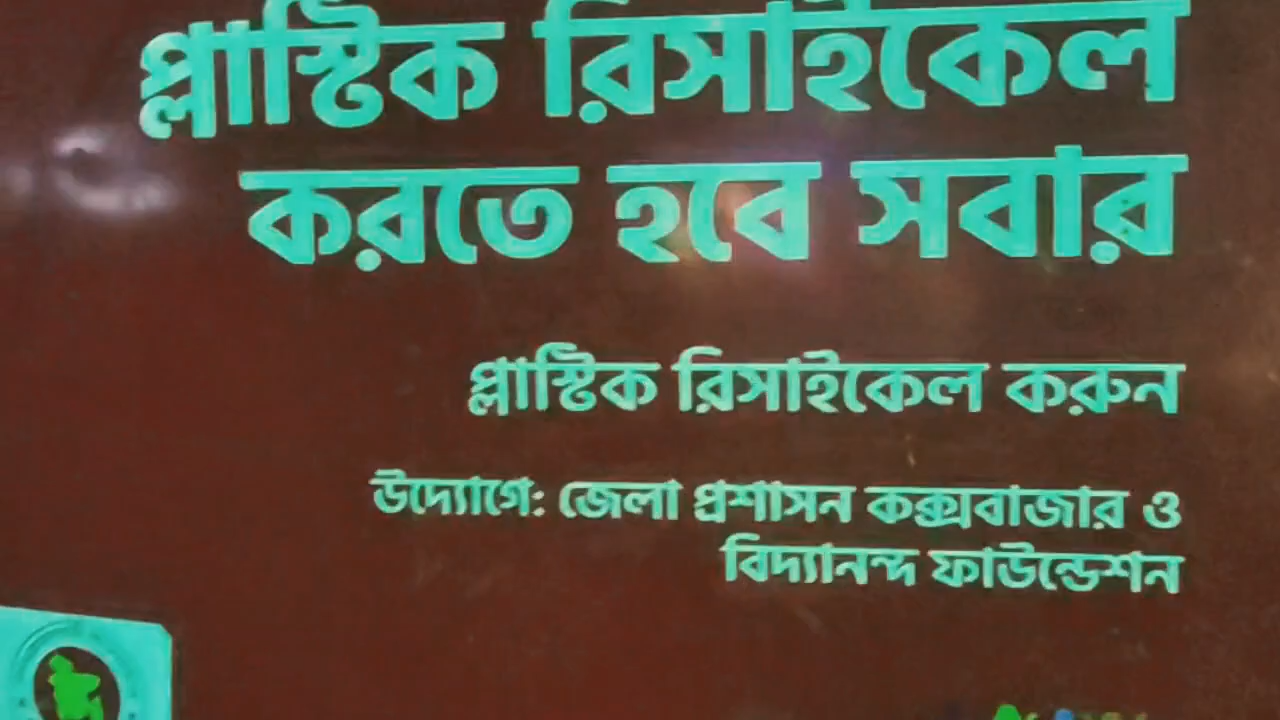 প্লাস্টিক রিসাইকেল
করতে হবে সবার
প্লাস্টিক রিসাইকেল করুন
উদ্যোগে: জেলা প্রশাসন কক্সবাজার ও
বিদ্যানন্দ ফাউন্ডেশন